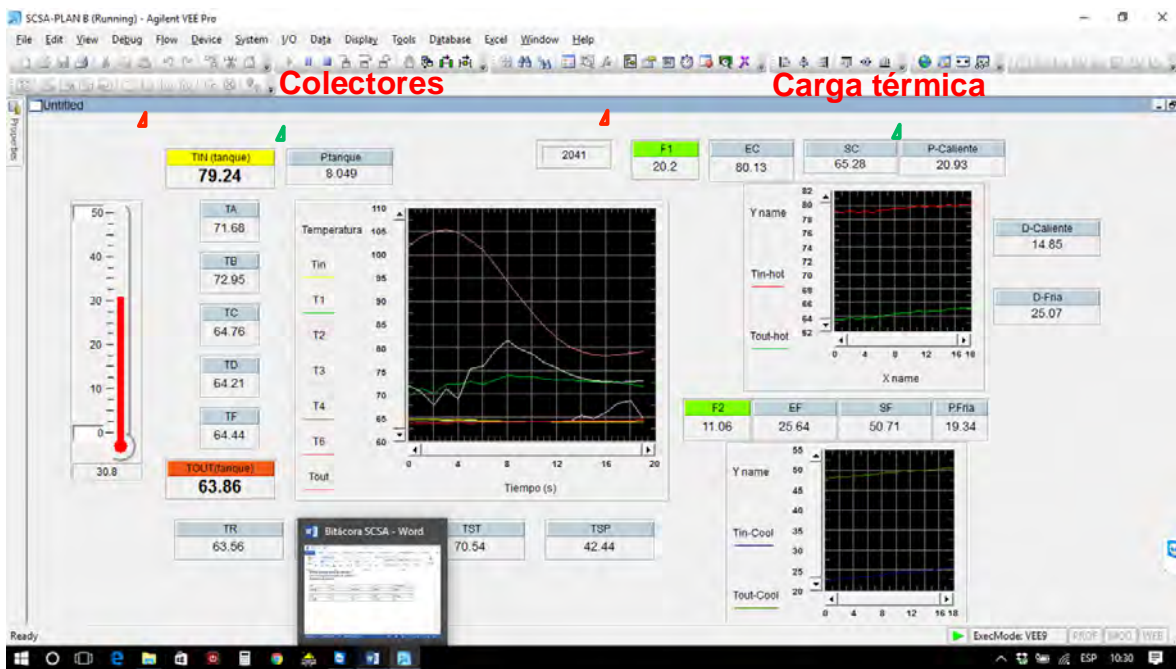 SCSA-PLAN B (Running) - Agilent VEE Pro
File Edit View Debug Flow Device System I/O Data Display Tools Database Excel Window Help
Colectores
Carga térmica
Untitled
Properties
TIN (tanque)
79.24
Ptanque
8.049
2041
F1
20.2
EC
80.13
SC
65.28
P-Caliente
20.93
50
40
30
20
10
0
30.8
TA
71.68
TB
72.95
TC
64.76
TD
64.21
TF
64.44
TOUT(tanque)
63.86
Temperatura
Tin
T1
T2
T3
T4
T6
Tout
110
105
100
95
90
85
80
75
70
65
60
0 4 8 12 16 20
Tiempo (s)
Y name
Tin-hot
Tout-hot
82
80
78
76
74
72
70
68
66
64
62
0 4 8 12 16 18
X name
D-Caliente
14.85
D-Fria
25.07
F2
11.06
EF
25.64
SF
50.71
P.Fria
19.34
Y name
Tin-Cool
Tout-Cool
55
50
45
40
35
30
25
20
0 4 8 12 16 18
TR
63.56
Bitácora SCSA - Word
TST
70.54
TSP
42.44
Ready
ExecMode: VEE9 PROF MOD WEB
ESP 10:30